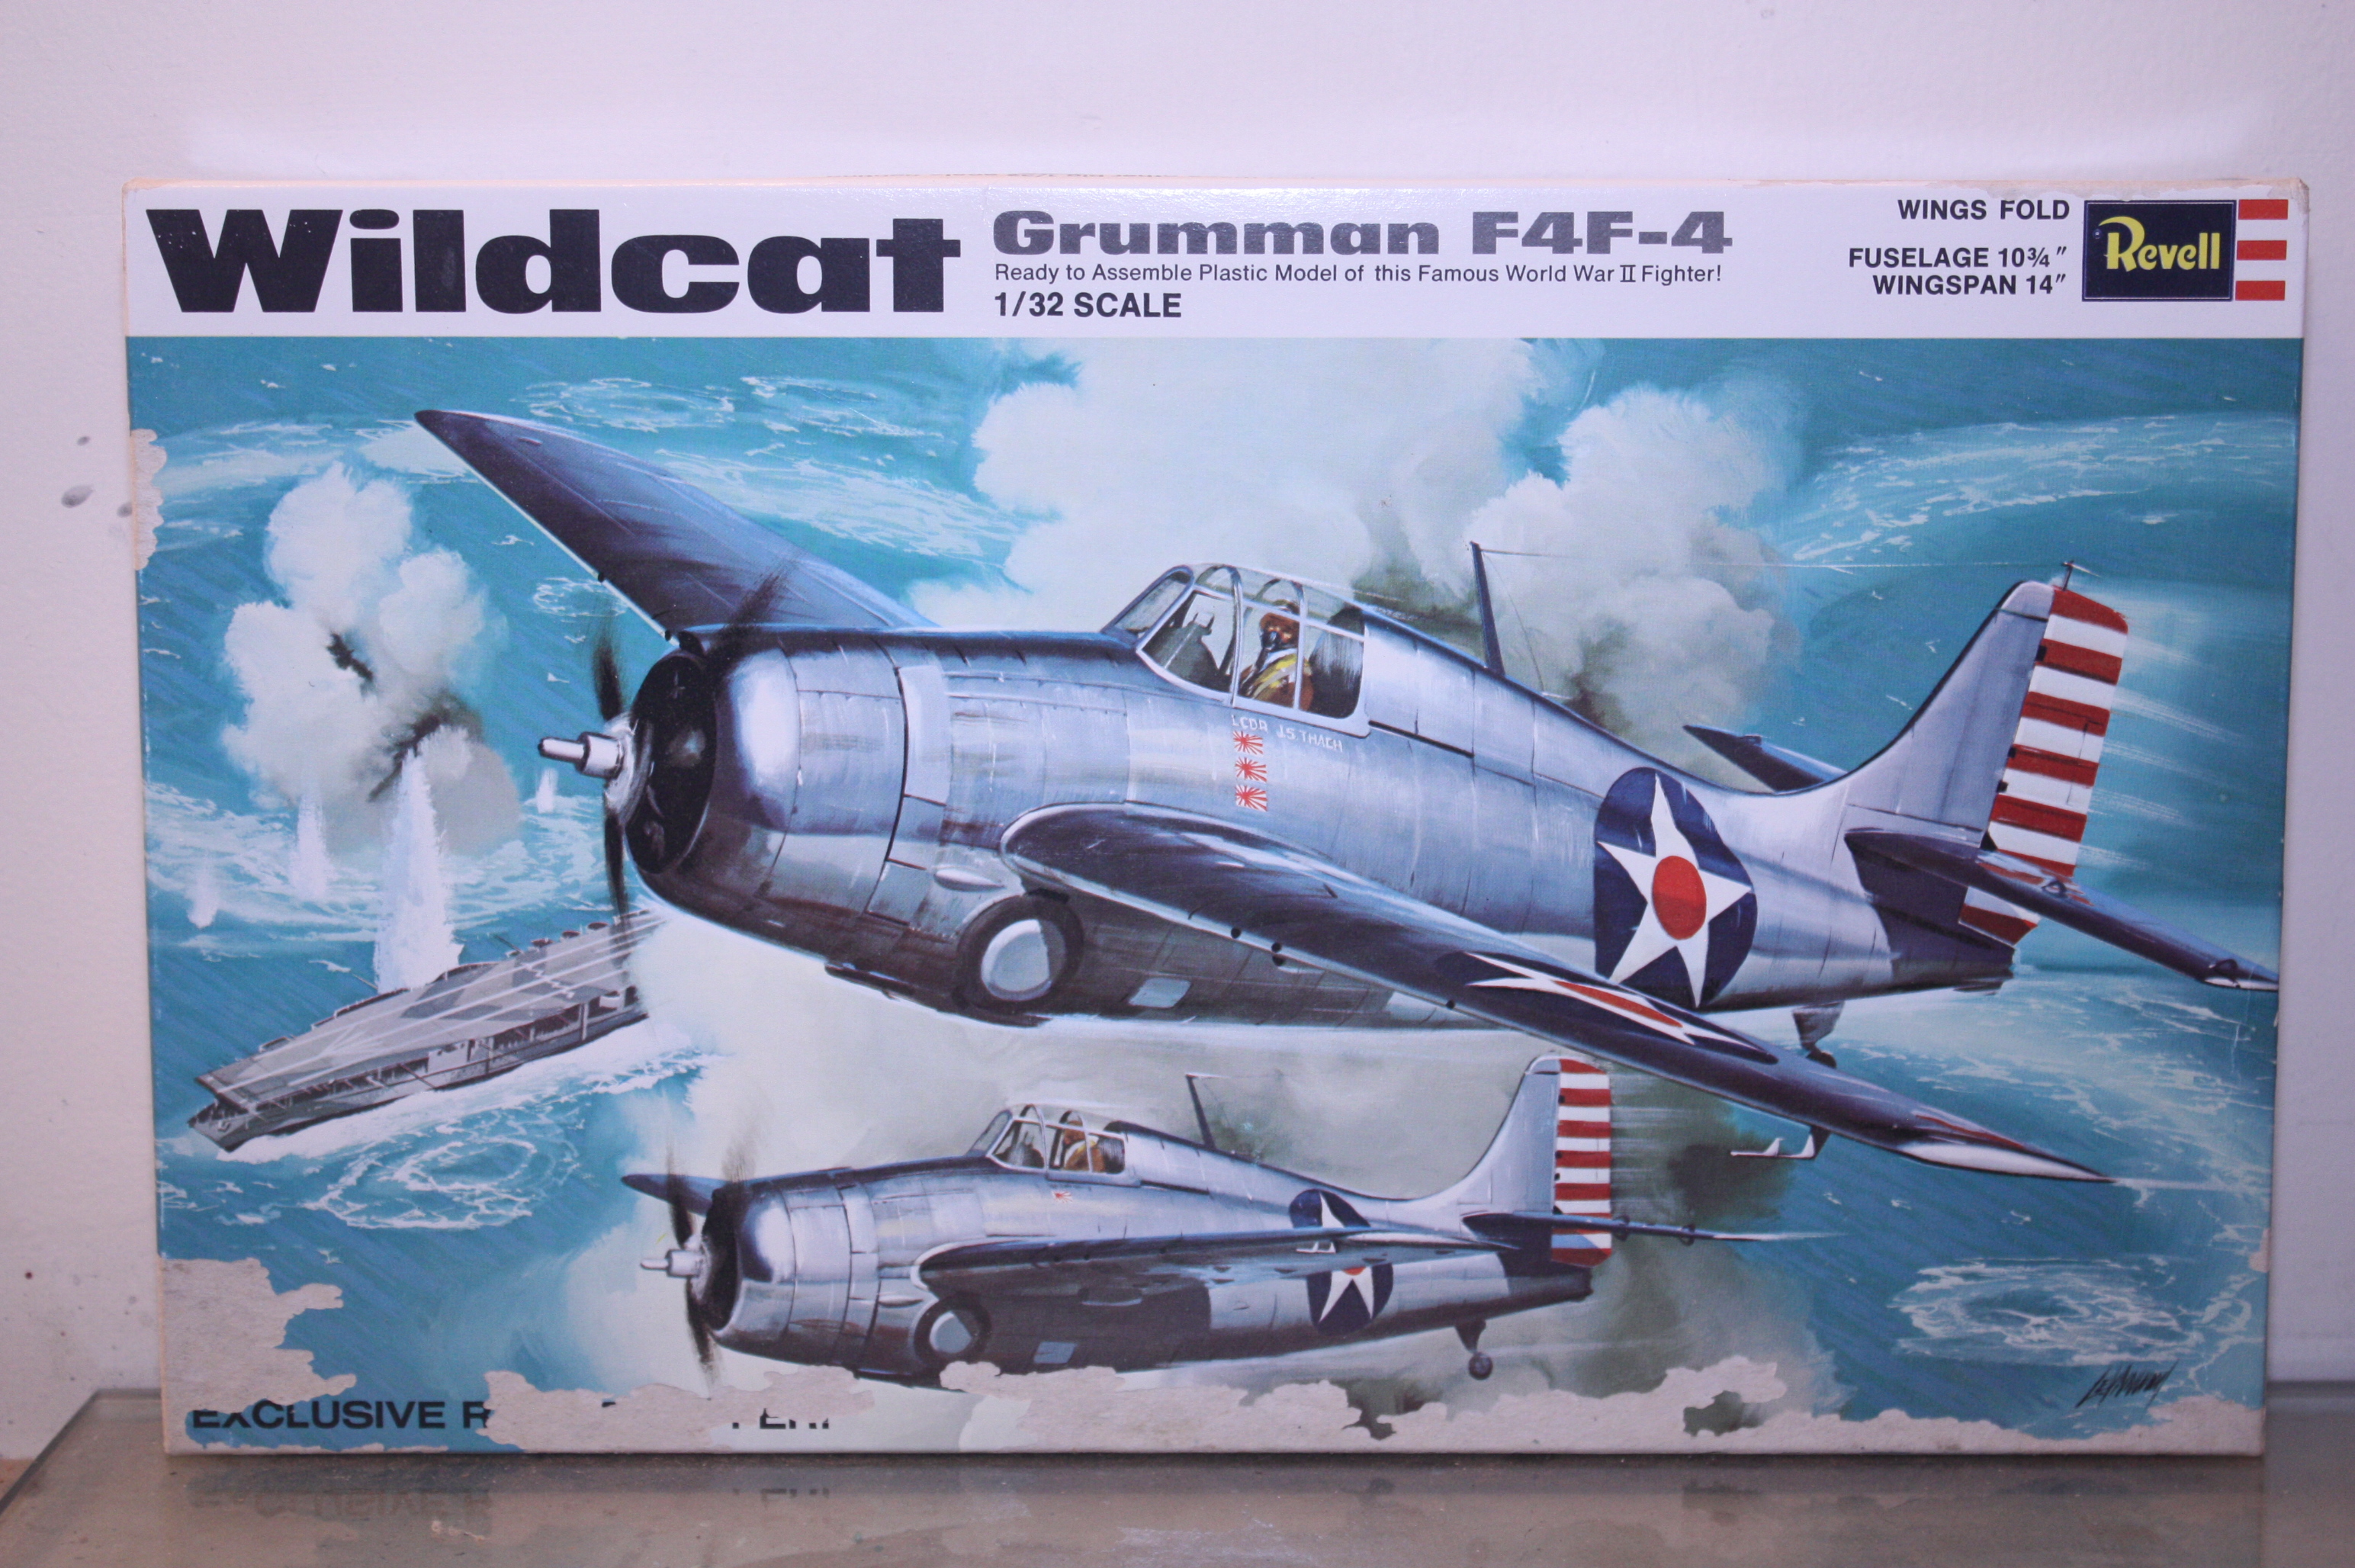 Wildcat
Grumman F4F-4
Ready to Assemble Plastic Model of this Famous World War II Fighter!
1/32 SCALE
WINGS FOLD
FUSELAGE 10¾"
WINGSPAN 14"
Revell
LCDR J.S THACH
EXCLUSIVE